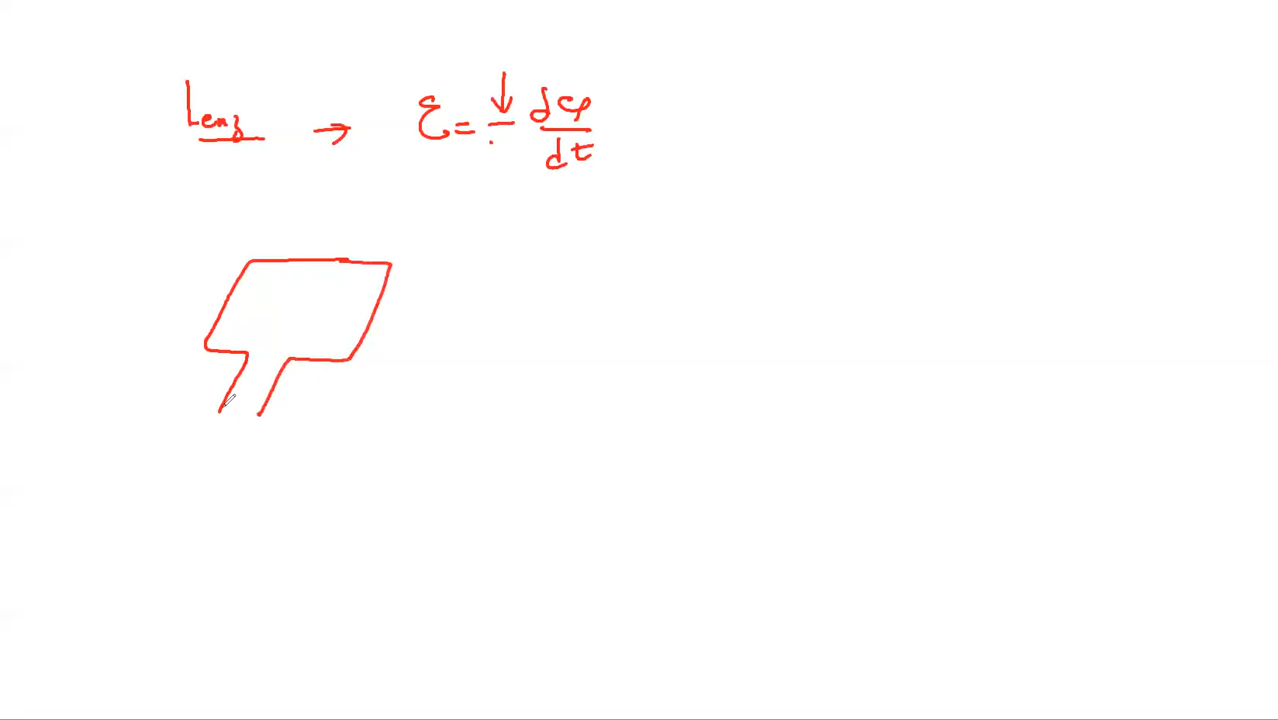 Lenz → Ɛ = - dφ/dt